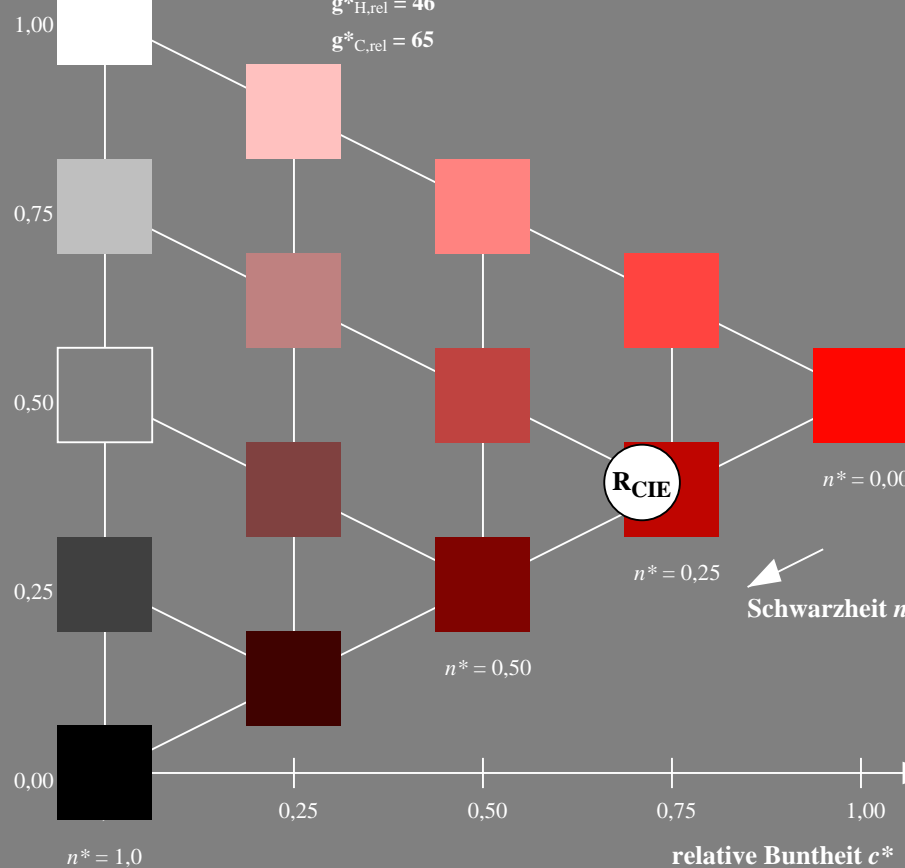 g*H,rel = 46
1,00
g*C,rel = 65
0,75
0,50
n* = 0,00
RCIE
n* = 0,25
0,25
Schwarzheit n
n* = 0,50
0,00
0,25
0,50
0,75
1,00
n* = 1,0
relative Buntheit c*